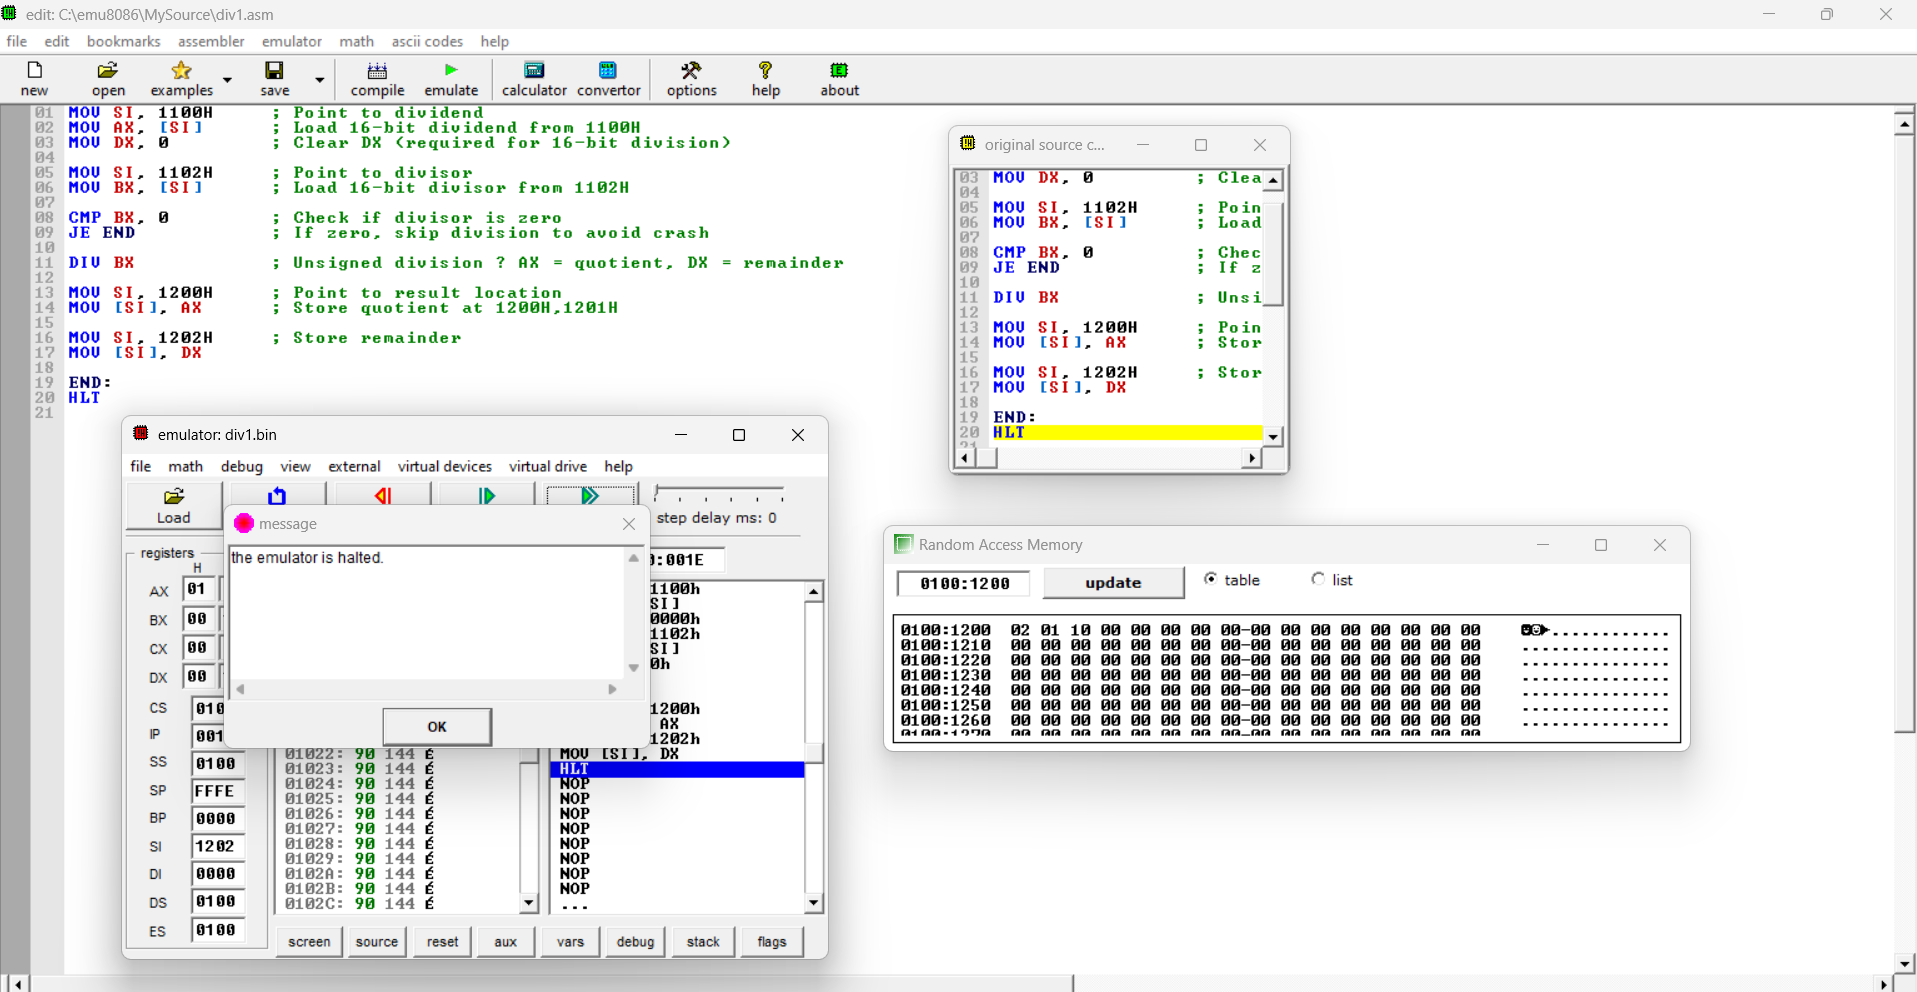 edit: C:\emu8086\MySource\div1.asm
file edit bookmarks assembler emulator math ascii codes help
new open examples save compile emulate calculator convertor options help about
01 MOV SI, 1100H ; Point to dividend
02 MOV AX, [SI] ; Load 16-bit dividend from 1100H
03 MOV DX, 0 ; Clear DX (required for 16-bit division)
04
05 MOV SI, 1102H ; Point to divisor
06 MOV BX, [SI] ; Load 16-bit divisor from 1102H
07
08 CMP BX, 0 ; Check if divisor is zero
09 JE END ; If zero, skip division to avoid crash
10
11 DIV BX ; Unsigned division ? AX = quotient, DX = remainder
12
13 MOV SI, 1200H ; Point to result location
14 MOV [SI], AX ; Store quotient at 1200H,1201H
15
16 MOV SI, 1202H ; Store remainder
17 MOV [SI], DX
18
19 END:
20 HLT
21
original source c...
03 MOV DX, 0 ; Clea
04
05 MOV SI, 1102H ; Poin
06 MOV BX, [SI] ; Load
07
08 CMP BX, 0 ; Chec
09 JE END ; If z
10
11 DIV BX ; Unsi
12
13 MOV SI, 1200H ; Poin
14 MOV [SI], AX ; Stor
15
16 MOV SI, 1202H ; Stor
17 MOV [SI], DX
18
19 END:
20 HLT
21
emulator: div1.bin
file math debug view external virtual devices virtual drive help
Load
step delay ms: 0
message
the emulator is halted.
OK
registers
H
AX 01
BX 00
CX 00
DX 00
CS 010
IP 001
SS 0100
SP FFFE
BP 0000
SI 1202
DI 0000
DS 0100
ES 0100
:001E
1100h
SI]
0000h
1102h
SI]
0h
1200h
AX
1202h
MOV [SI], DX
HLT
NOP
NOP
NOP
NOP
NOP
NOP
NOP
NOP
...
01022: 90 144 É
01023: 90 144 É
01024: 90 144 É
01025: 90 144 É
01026: 90 144 É
01027: 90 144 É
01028: 90 144 É
01029: 90 144 É
0102A: 90 144 É
0102B: 90 144 É
0102C: 90 144 É
screen source reset aux vars debug stack flags
Random Access Memory
0100:1200 update table list
0100:1200 02 01 10 00 00 00 00 00-00 00 00 00 00 00 00 00 ☻☺►.............
0100:1210 00 00 00 00 00 00 00 00-00 00 00 00 00 00 00 00 ................
0100:1220 00 00 00 00 00 00 00 00-00 00 00 00 00 00 00 00 ................
0100:1230 00 00 00 00 00 00 00 00-00 00 00 00 00 00 00 00 ................
0100:1240 00 00 00 00 00 00 00 00-00 00 00 00 00 00 00 00 ................
0100:1250 00 00 00 00 00 00 00 00-00 00 00 00 00 00 00 00 ................
0100:1260 00 00 00 00 00 00 00 00-00 00 00 00 00 00 00 00 ................
0100:1270 00 00 00 00 00 00 00 00-00 00 00 00 00 00 00 00